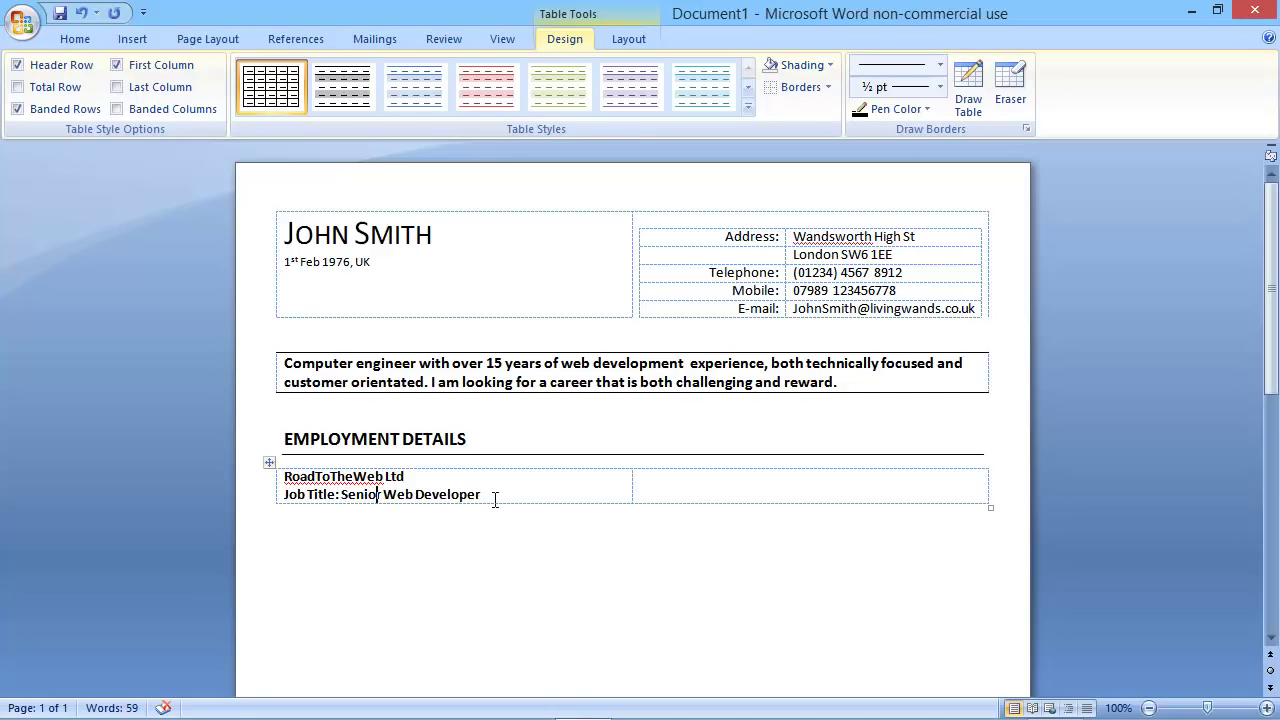 Table Tools
Document1 - Microsoft Word non-commercial use
Home Insert Page Layout References Mailings Review View Design Layout
Header Row First Column
Total Row Last Column
Banded Rows Banded Columns
Table Style Options
Table Styles
Shading
Borders
½ pt
Pen Color
Draw Table
Eraser
Draw Borders
JOHN SMITH
1st Feb 1976, UK
Address: Wandsworth High St
London SW6 1EE
Telephone: (01234) 4567 8912
Mobile: 07989 123456778
E-mail: JohnSmith@livingwands.co.uk
Computer engineer with over 15 years of web development experience, both technically focused and
customer orientated. I am looking for a career that is both challenging and reward.
EMPLOYMENT DETAILS
RoadToTheWeb Ltd
Job Title: Senior Web Developer
Page: 1 of 1 Words: 59 100%